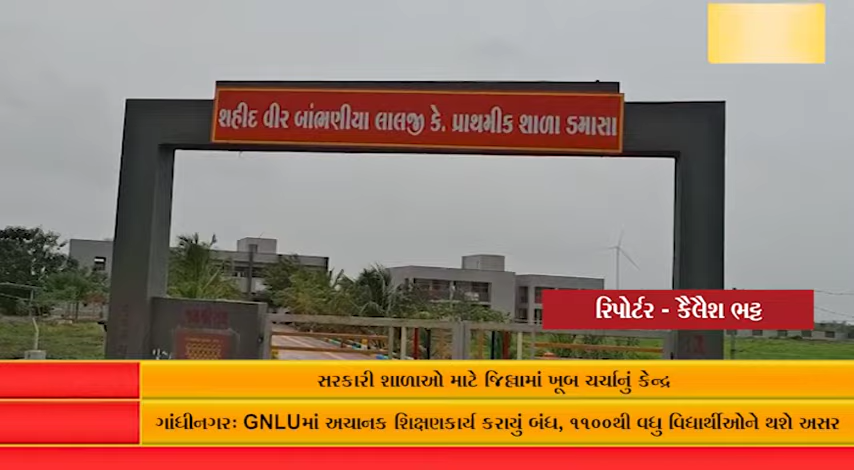 શહીદ વીર બાંભણીયા લાલજી કે. પ્રાથમીક શાળા ડમાસા
રિપોર્ટર - કૈલૈશ ભટ્ટ
સરકારી શાળાઓ માટે જિલ્લામાં ખૂબ ચર્ચાનું કેન્દ્ર
ગાંધીનગરઃ GNLUમાં અચાનક શિક્ષણકાર્ય કરાયું બંધ, ૧૧૦૦થી વધુ વિદ્યાર્થીઓને થશે અસર